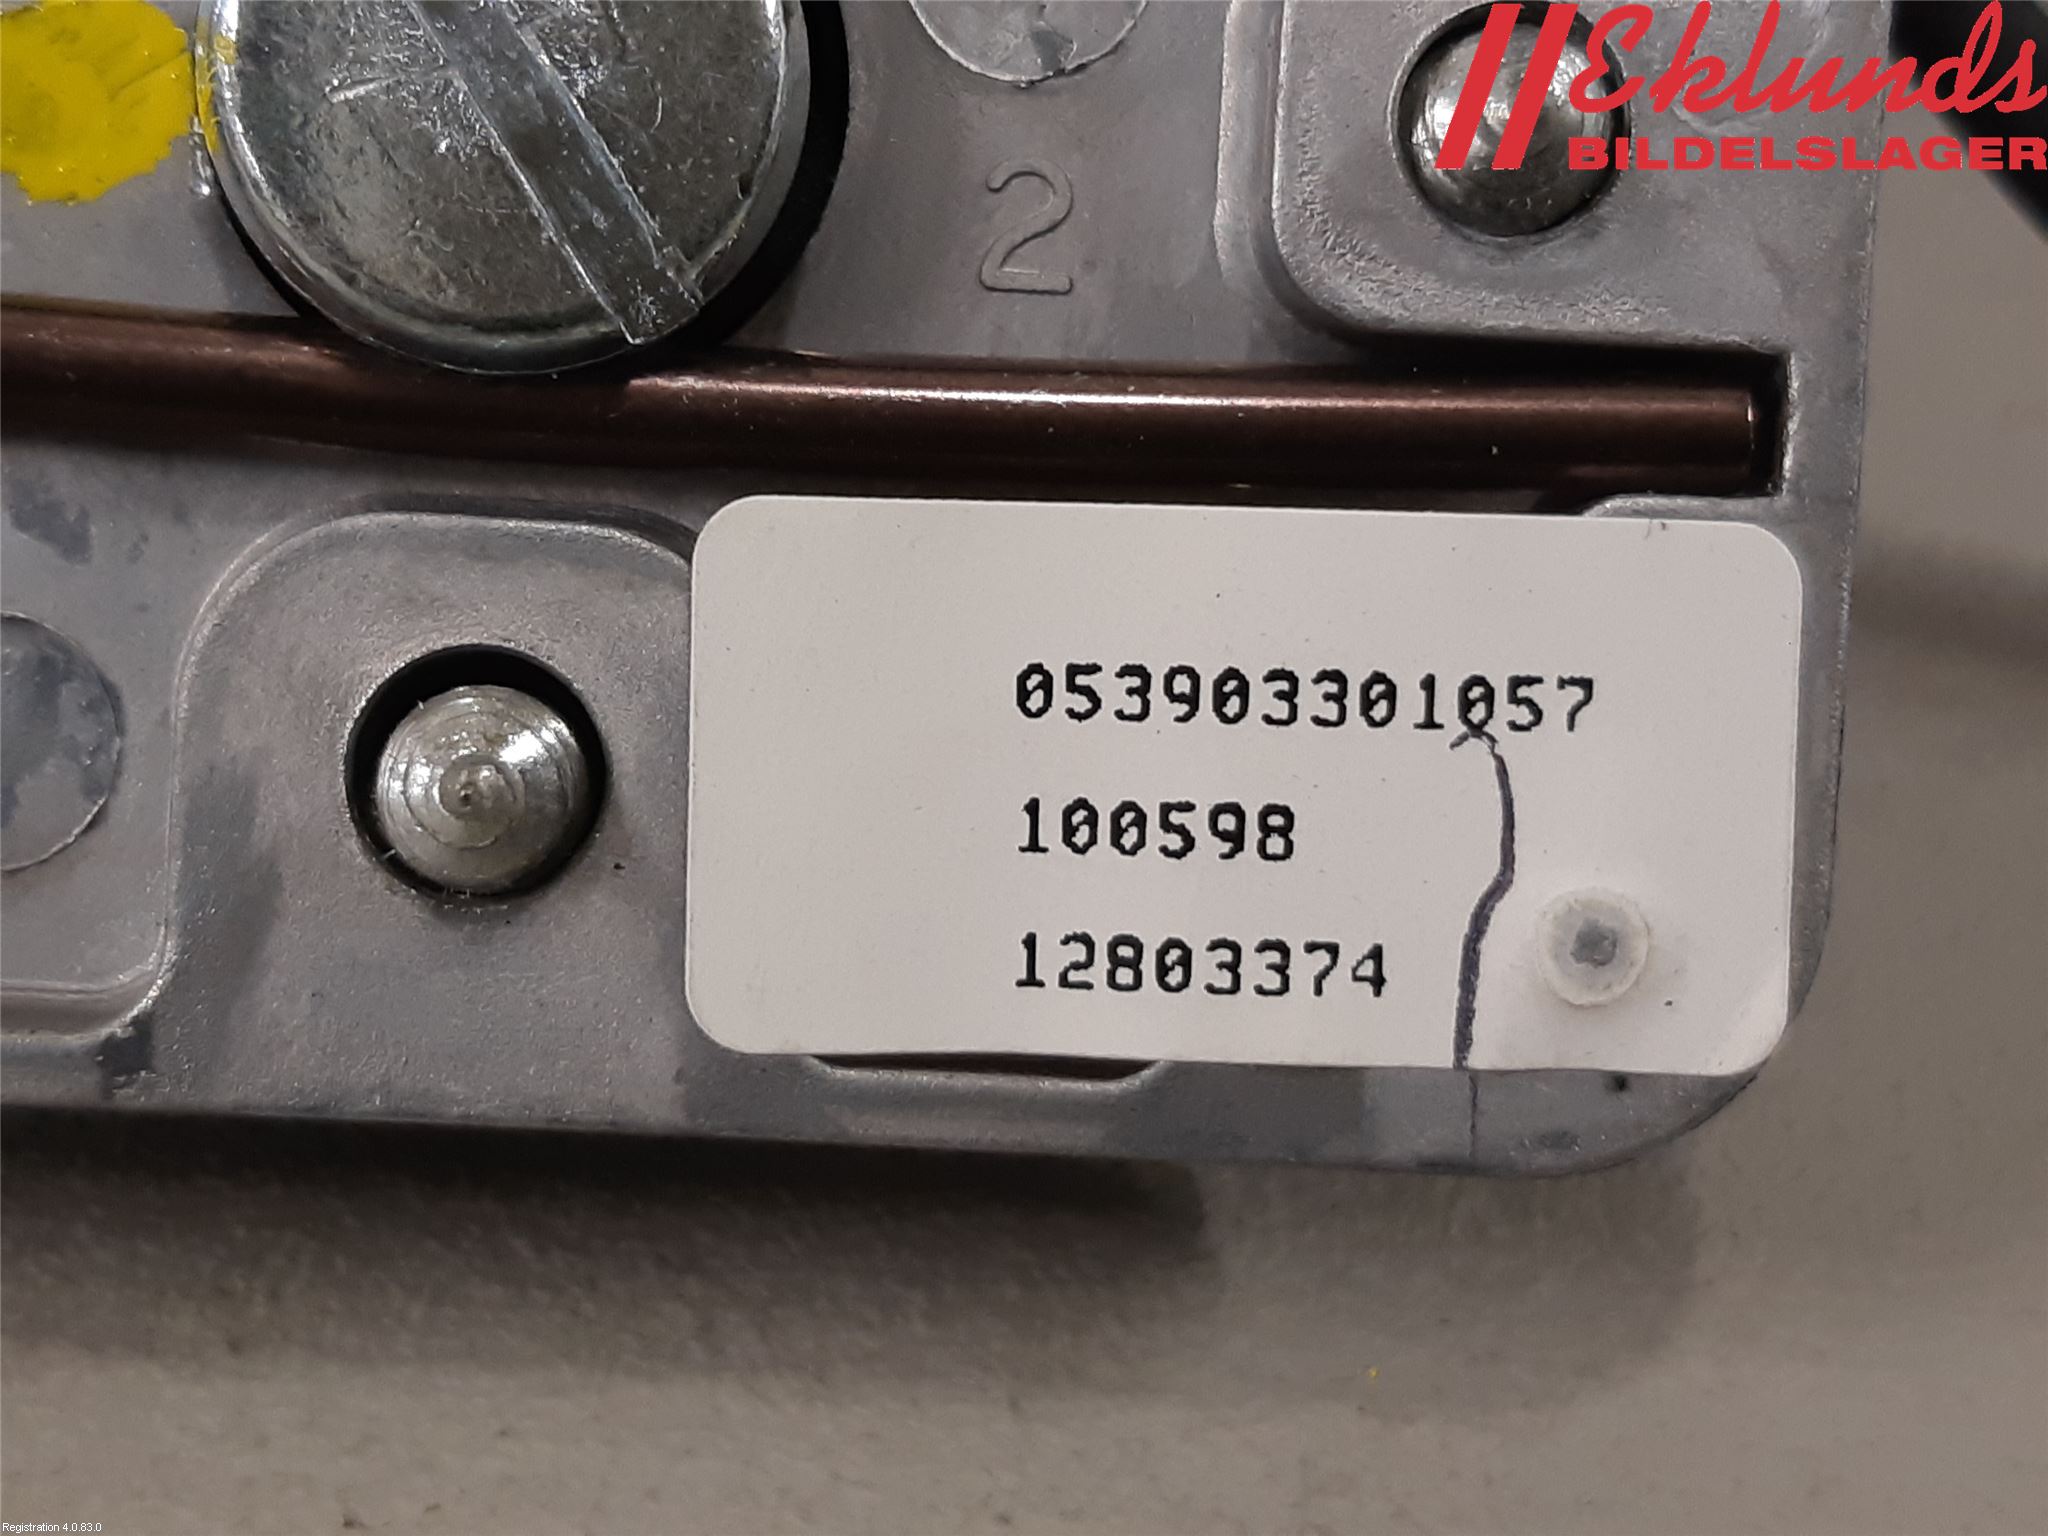 Eklunds
BILDELSLAGER
2
053903301057
100598
12803374
Registration 4.0.83.0